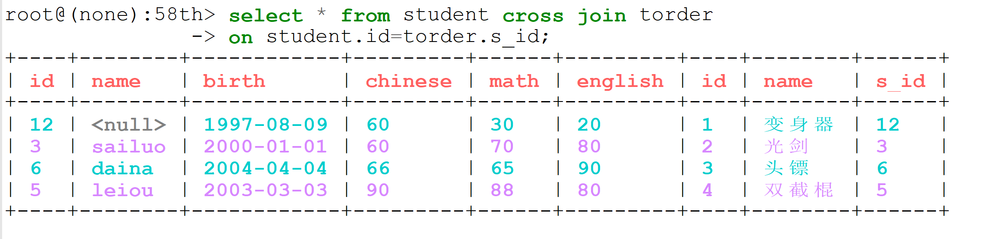 root@(none):58th> select * from student cross join torder
-> on student.id=torder.s_id;
+----+--------+------------+---------+------+---------+----+--------+------+
| id | name   | birth      | chinese | math | english | id | name   | s_id |
+----+--------+------------+---------+------+---------+----+--------+------+
| 12 | <null> | 1997-08-09 | 60      | 30   | 20      | 1  | 变身器 | 12   |
| 3  | sailuo | 2000-01-01 | 60      | 70   | 80      | 2  | 光剑   | 3    |
| 6  | daina  | 2004-04-04 | 66      | 65   | 90      | 3  | 头镖   | 6    |
| 5  | leiou  | 2003-03-03 | 90      | 88   | 80      | 4  | 双截棍 | 5    |
+----+--------+------------+---------+------+---------+----+--------+------+